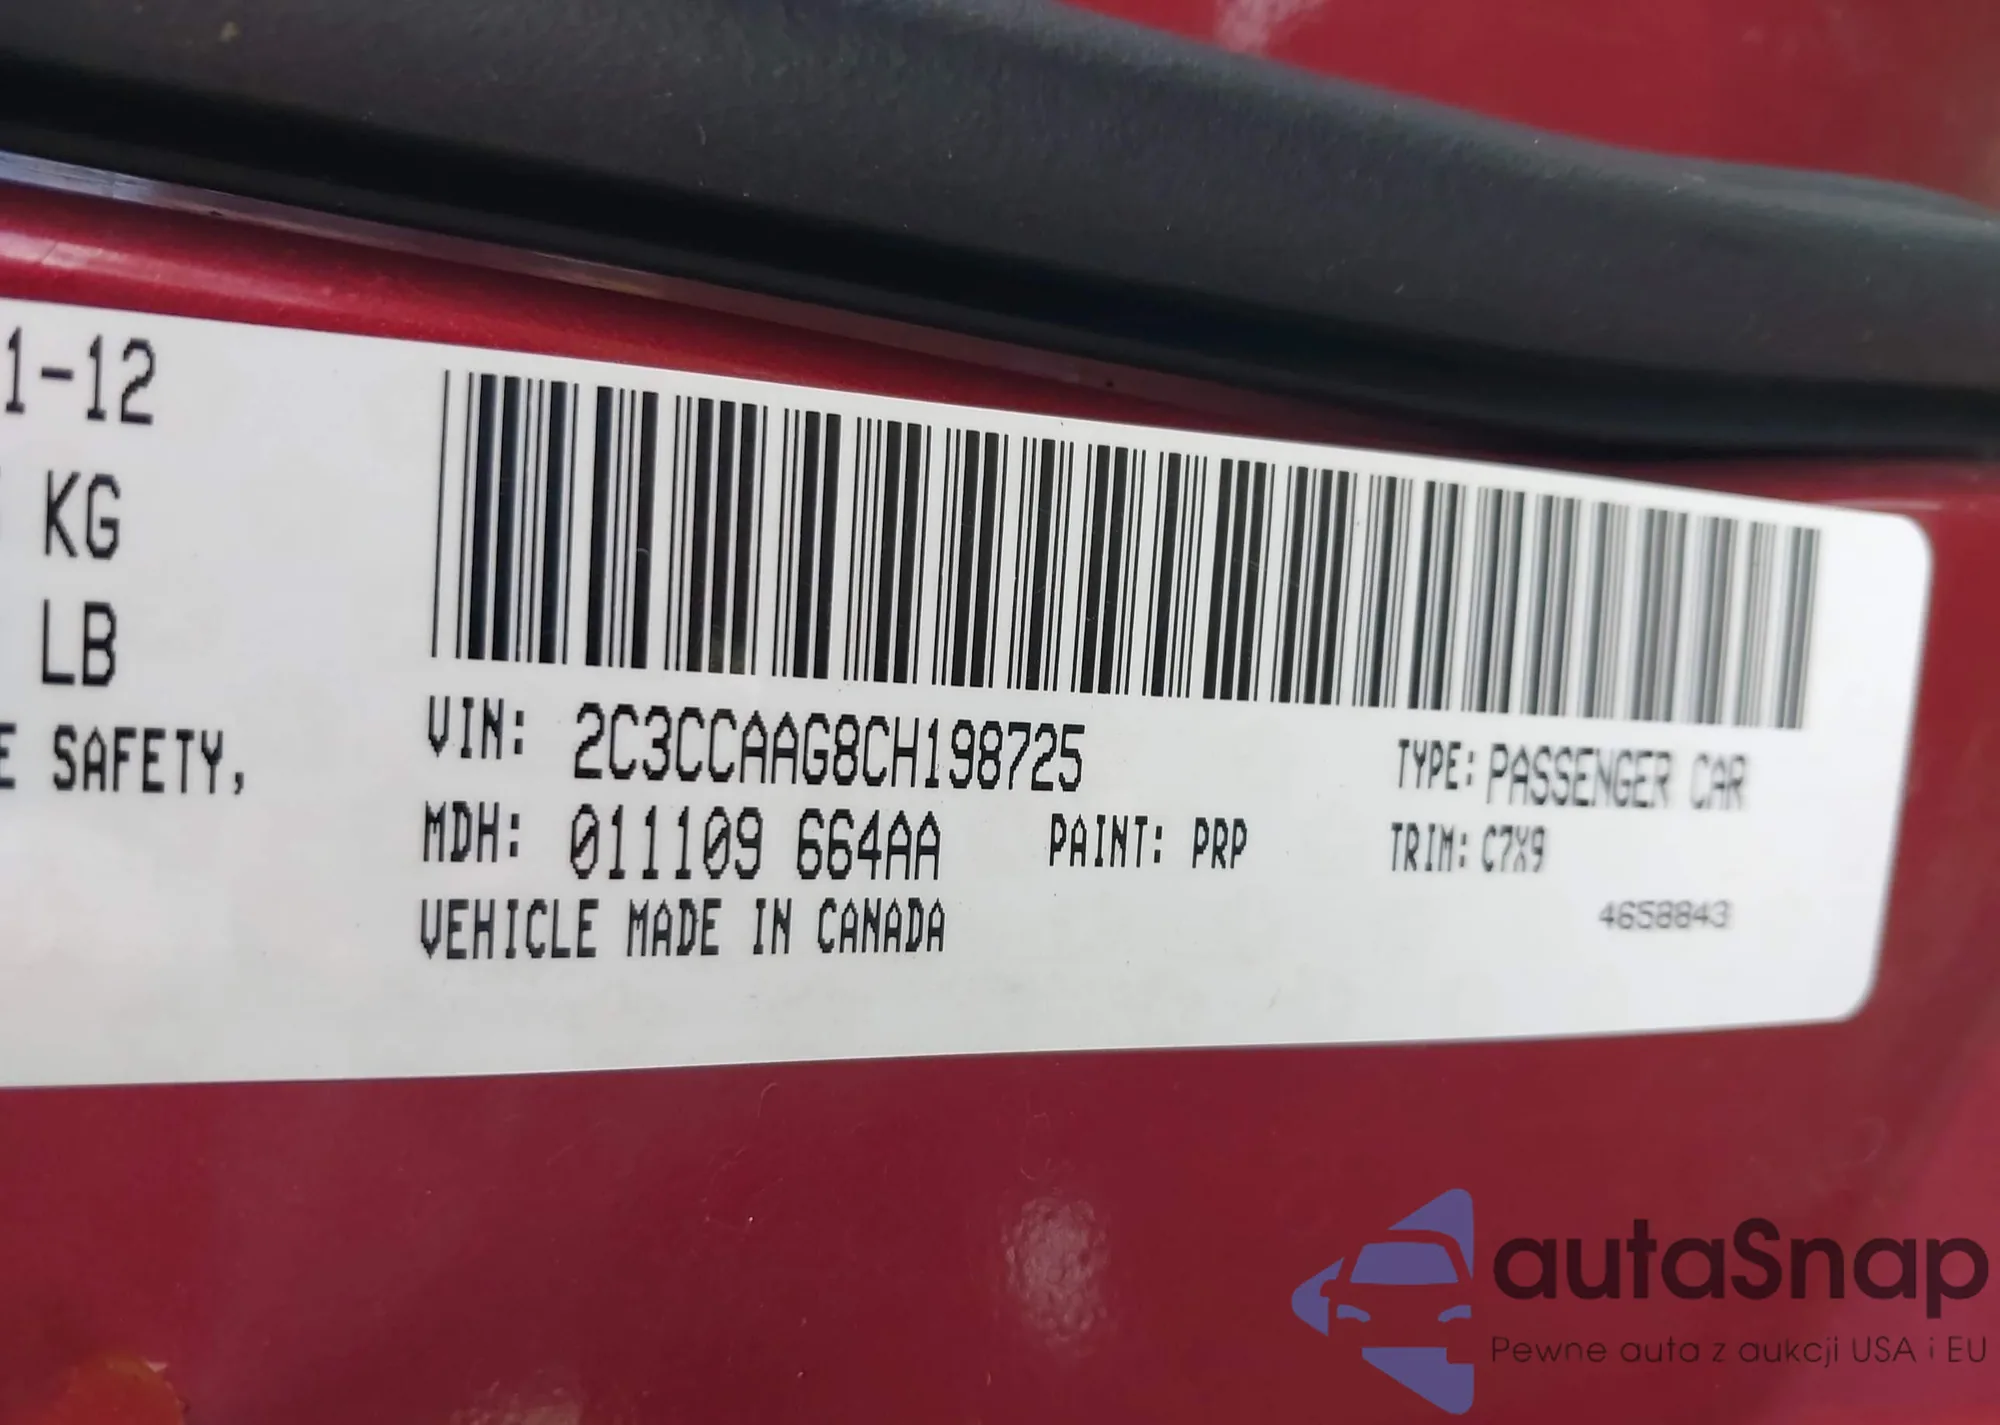 1-12
KG
LB
E SAFETY,
VIN: 2C3CCAAG8CH198725
TYPE: PASSENGER CAR
MDH: 011109 664AA
PAINT: PRP
TRIM: C7X9
VEHICLE MADE IN CANADA
4658843
autaSnap
Pewne auta z aukcji USA i EU